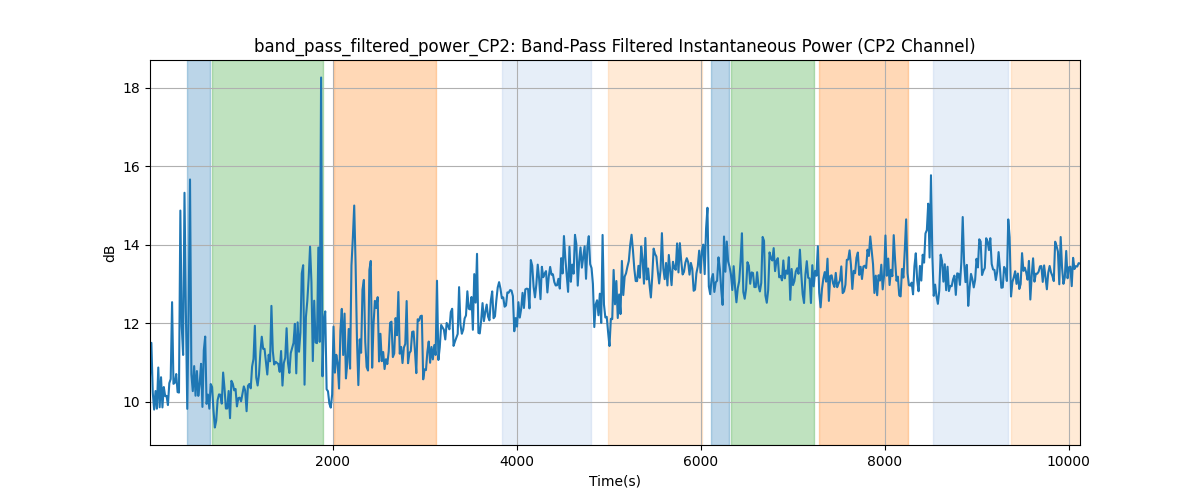 band_pass_filtered_power_CP2: Band-Pass Filtered Instantaneous Power (CP2 Channel)
18
16
14
12
10
dB
2000 4000 6000 8000 10000
Time(s)